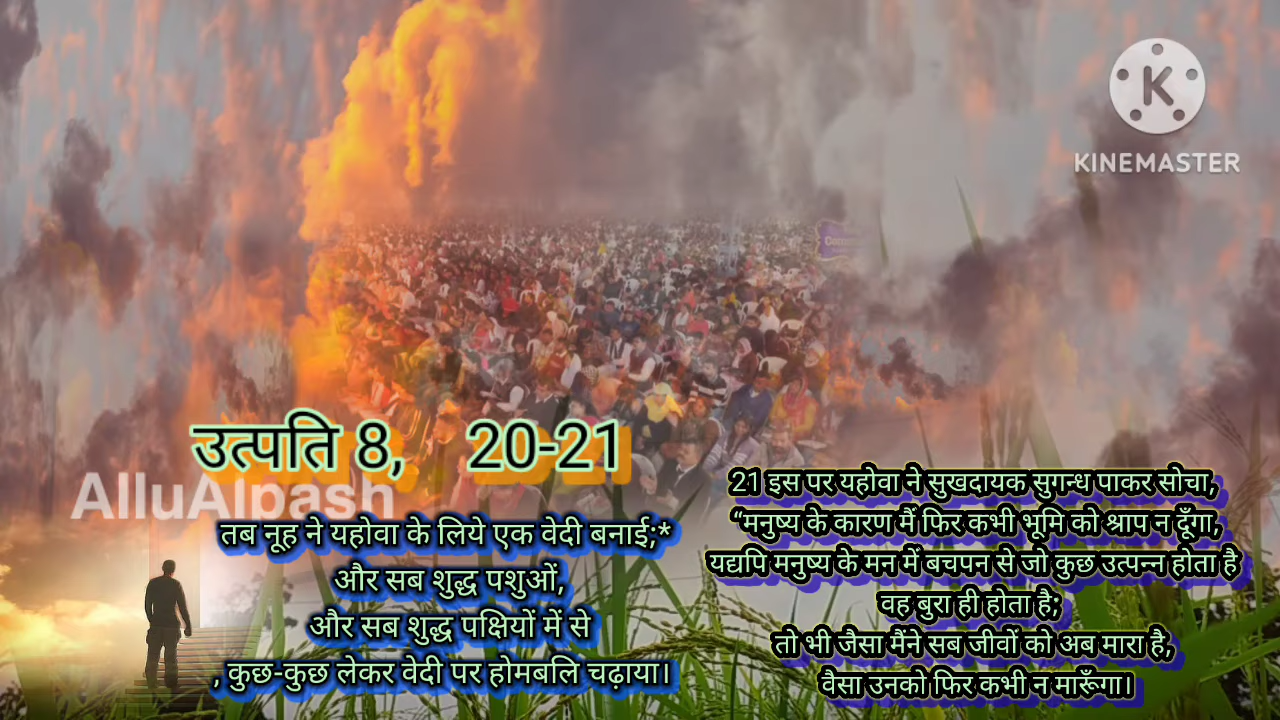 KINEMASTER
उत्पति 8, 20-21
AlluAlpash
तब नूह ने यहोवा के लिये एक वेदी बनाई;*
और सब शुद्ध पशुओं,
और सब शुद्ध पक्षियों में से
, कुछ-कुछ लेकर वेदी पर होमबलि चढ़ाया।
21 इस पर यहोवा ने सुखदायक सुगन्ध पाकर सोचा,
“मनुष्य के कारण मैं फिर कभी भूमि को श्राप न दूँगा,
यद्यपि मनुष्य के मन में बचपन से जो कुछ उत्पन्न होता है
वह बुरा ही होता है;
तो भी जैसा मैंने सब जीवों को अब मारा है,
वैसा उनको फिर कभी न मारूँगा।